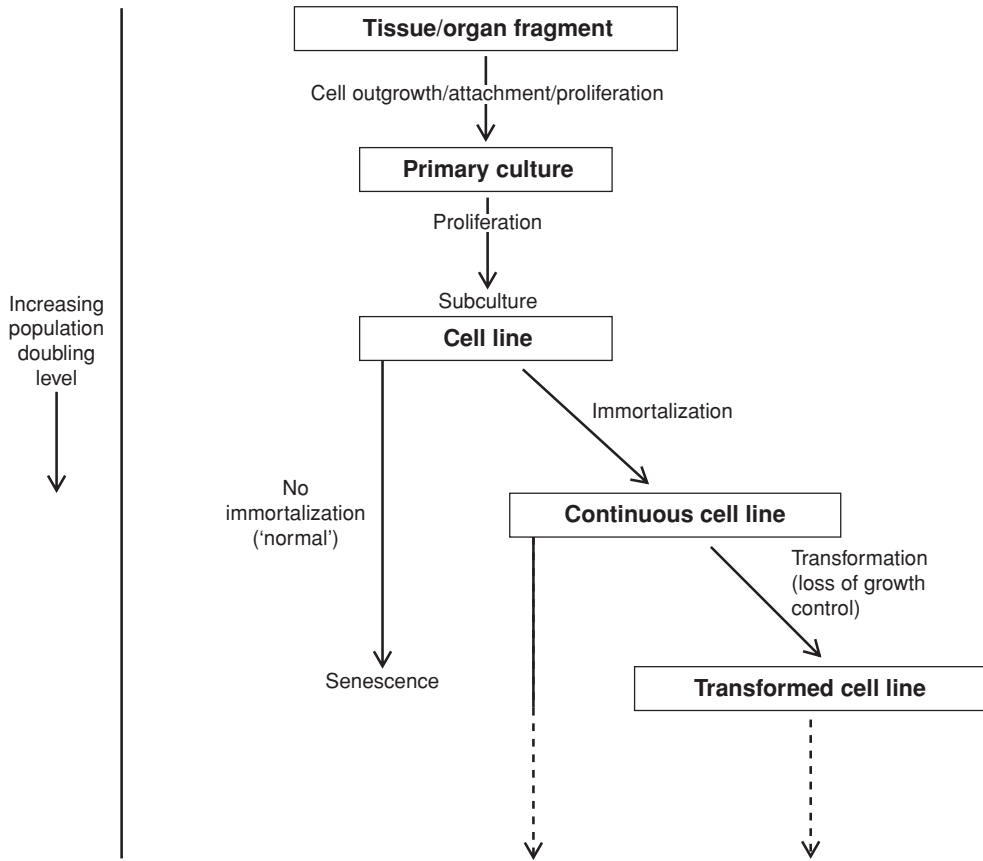 Tissue/organ fragment
Cell outgrowth/attachment/proliferation
Primary culture
Proliferation
Subculture
Cell line
Increasing
population
doubling
level
Immortalization
No
immortalization
(‘normal’)
Continuous cell line
Transformation
(loss of growth
control)
Senescence
Transformed cell line